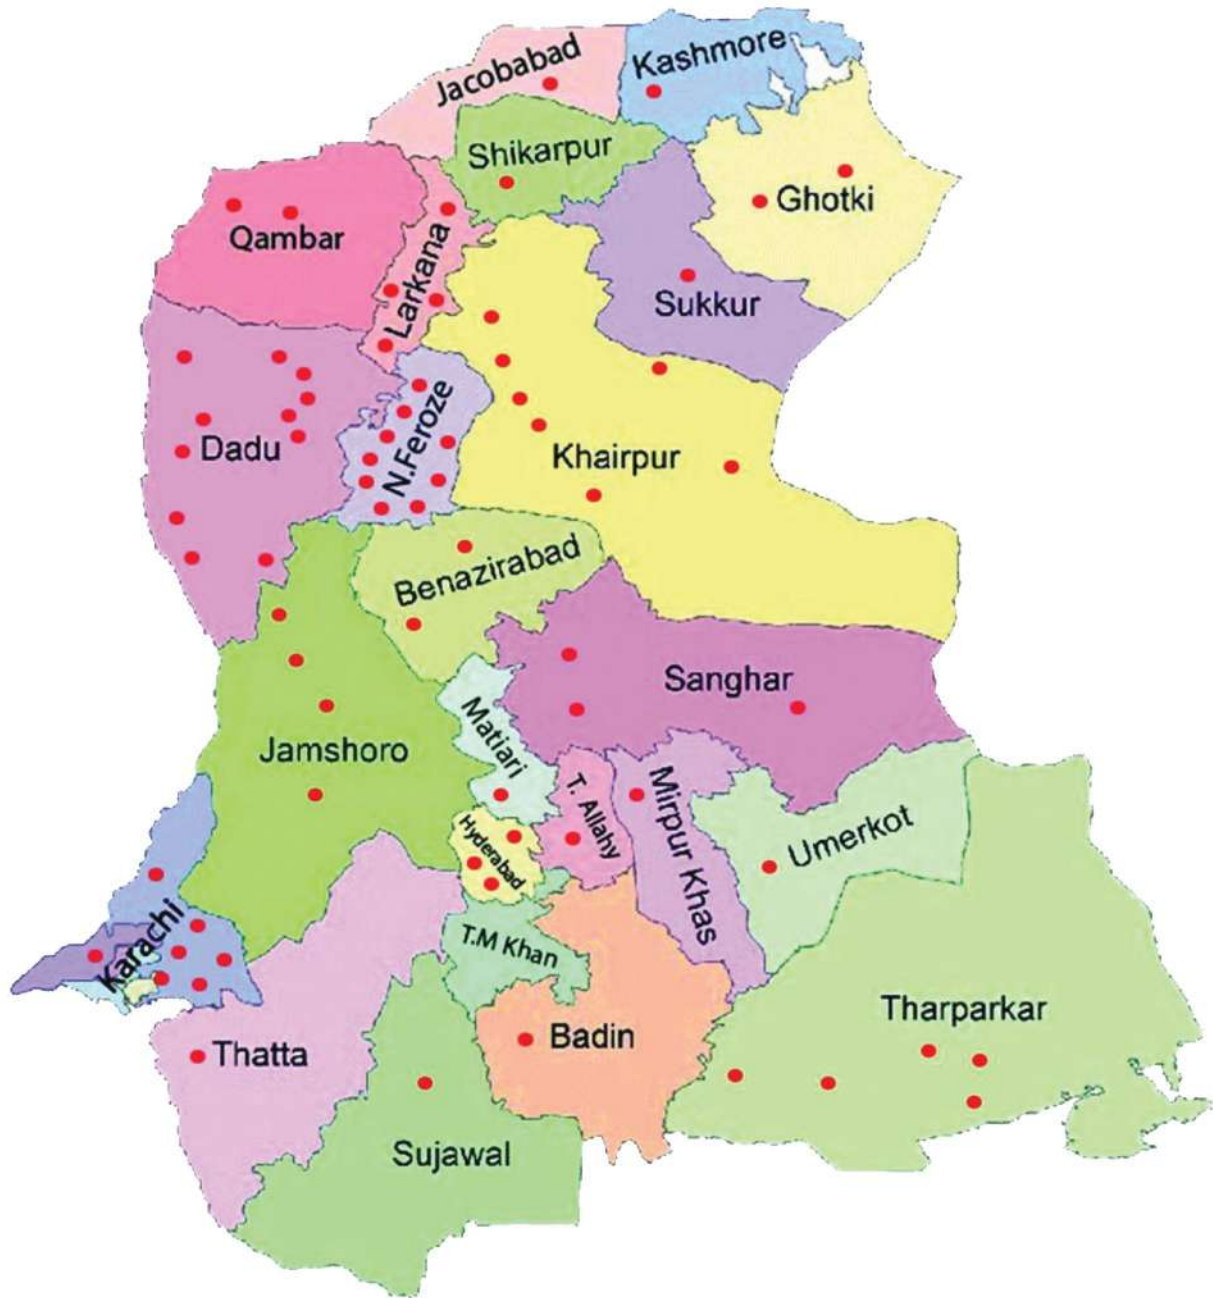 Jacobabad
Kashmore
Shikarpur
Ghotki
Qambar
Larkana
Sukkur
N.Feroze
Dadu
Khairpur
Benazirabad
Sanghar
Matiari
Jamshoro
T. Allahy
Mirpur Khas
Umerkot
Hyderabad
Karachi
T.M Khan
Tharparkar
Badin
Thatta
Sujawal